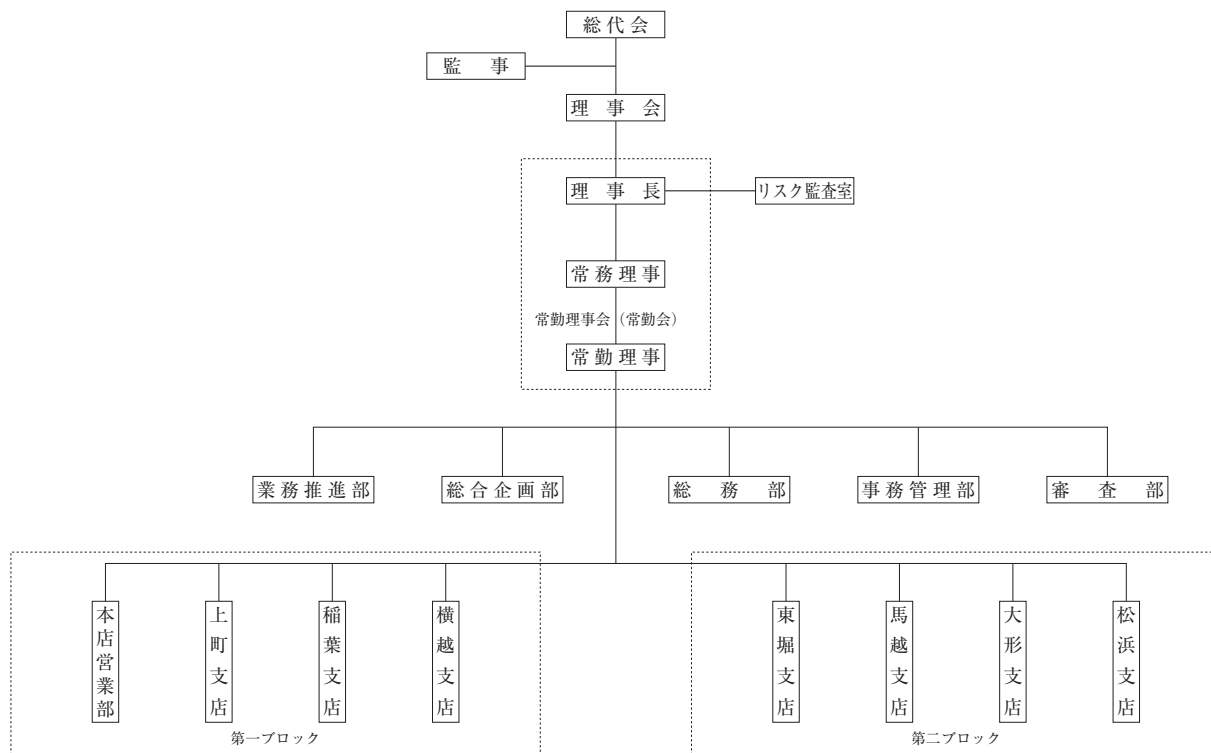 総代会
監事
理事会
理事長
リスク監査室
常務理事
常勤理事会（常勤会）
常勤理事
業務推進部
総合企画部
総務部
事務管理部
審査部
本店営業部
上町支店
稲葉支店
横越支店
東堀支店
馬越支店
大形支店
松浜支店
第一ブロック
第二ブロック